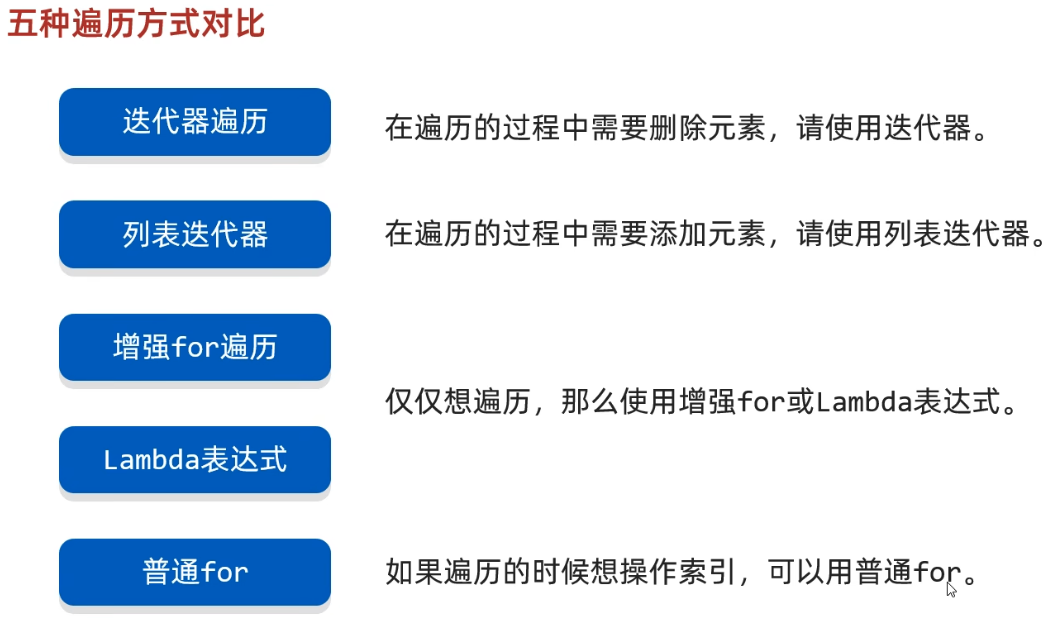 五种遍历方式对比
迭代器遍历
在遍历的过程中需要删除元素，请使用迭代器。
列表迭代器
在遍历的过程中需要添加元素，请使用列表迭代器。
增强for遍历
仅仅想遍历，那么使用增强for或Lambda表达式。
Lambda表达式
普通for
如果遍历的时候想操作索引，可以用普通for。